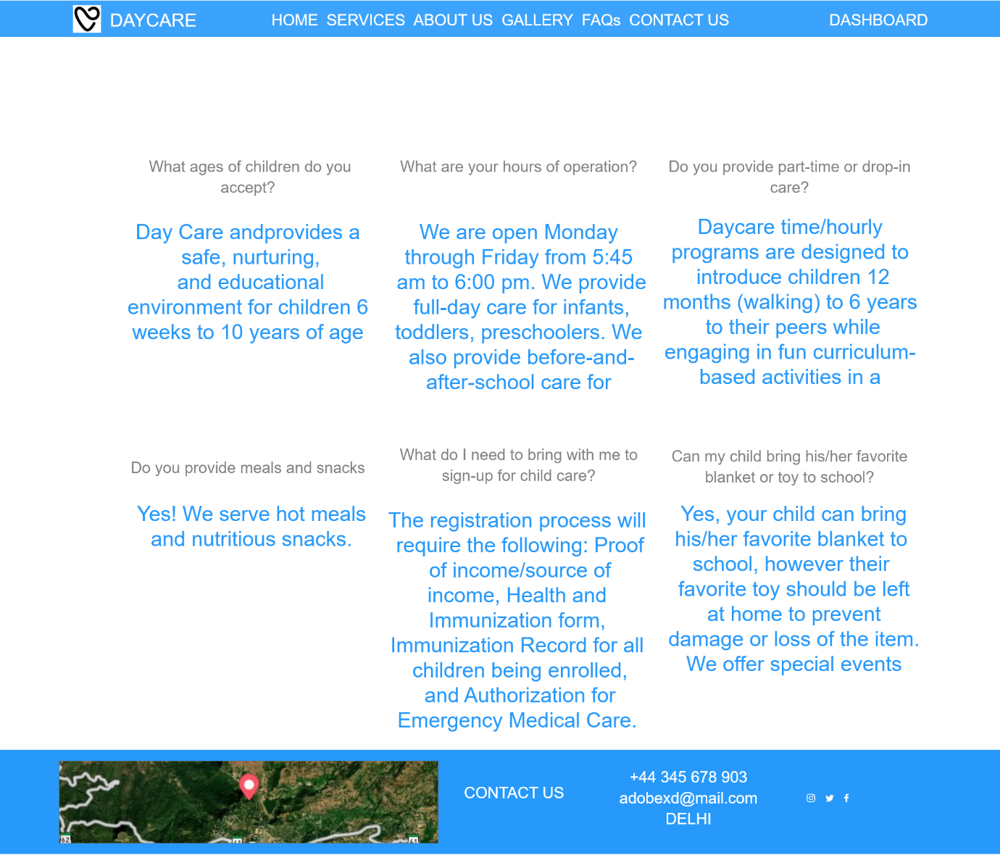 DAYCARE
HOME SERVICES ABOUT US GALLERY FAQs CONTACT US
DASHBOARD
What ages of children do you
accept?
Day Care andprovides a
safe, nurturing,
and educational
environment for children 6
weeks to 10 years of age
What are your hours of operation?
We are open Monday
through Friday from 5:45
am to 6:00 pm. We provide
full-day care for infants,
toddlers, preschoolers. We
also provide before-and-
after-school care for
Do you provide part-time or drop-in
care?
Daycare time/hourly
programs are designed to
introduce children 12
months (walking) to 6 years
to their peers while
engaging in fun curriculum-
based activities in a
Do you provide meals and snacks
Yes! We serve hot meals
and nutritious snacks.
What do I need to bring with me to
sign-up for child care?
The registration process will
require the following: Proof
of income/source of
income, Health and
Immunization form,
Immunization Record for all
children being enrolled,
and Authorization for
Emergency Medical Care.
Can my child bring his/her favorite
blanket or toy to school?
Yes, your child can bring
his/her favorite blanket to
school, however their
favorite toy should be left
at home to prevent
damage or loss of the item.
We offer special events
62
61
61
CONTACT US
+44 345 678 903
adobexd@mail.com
DELHI